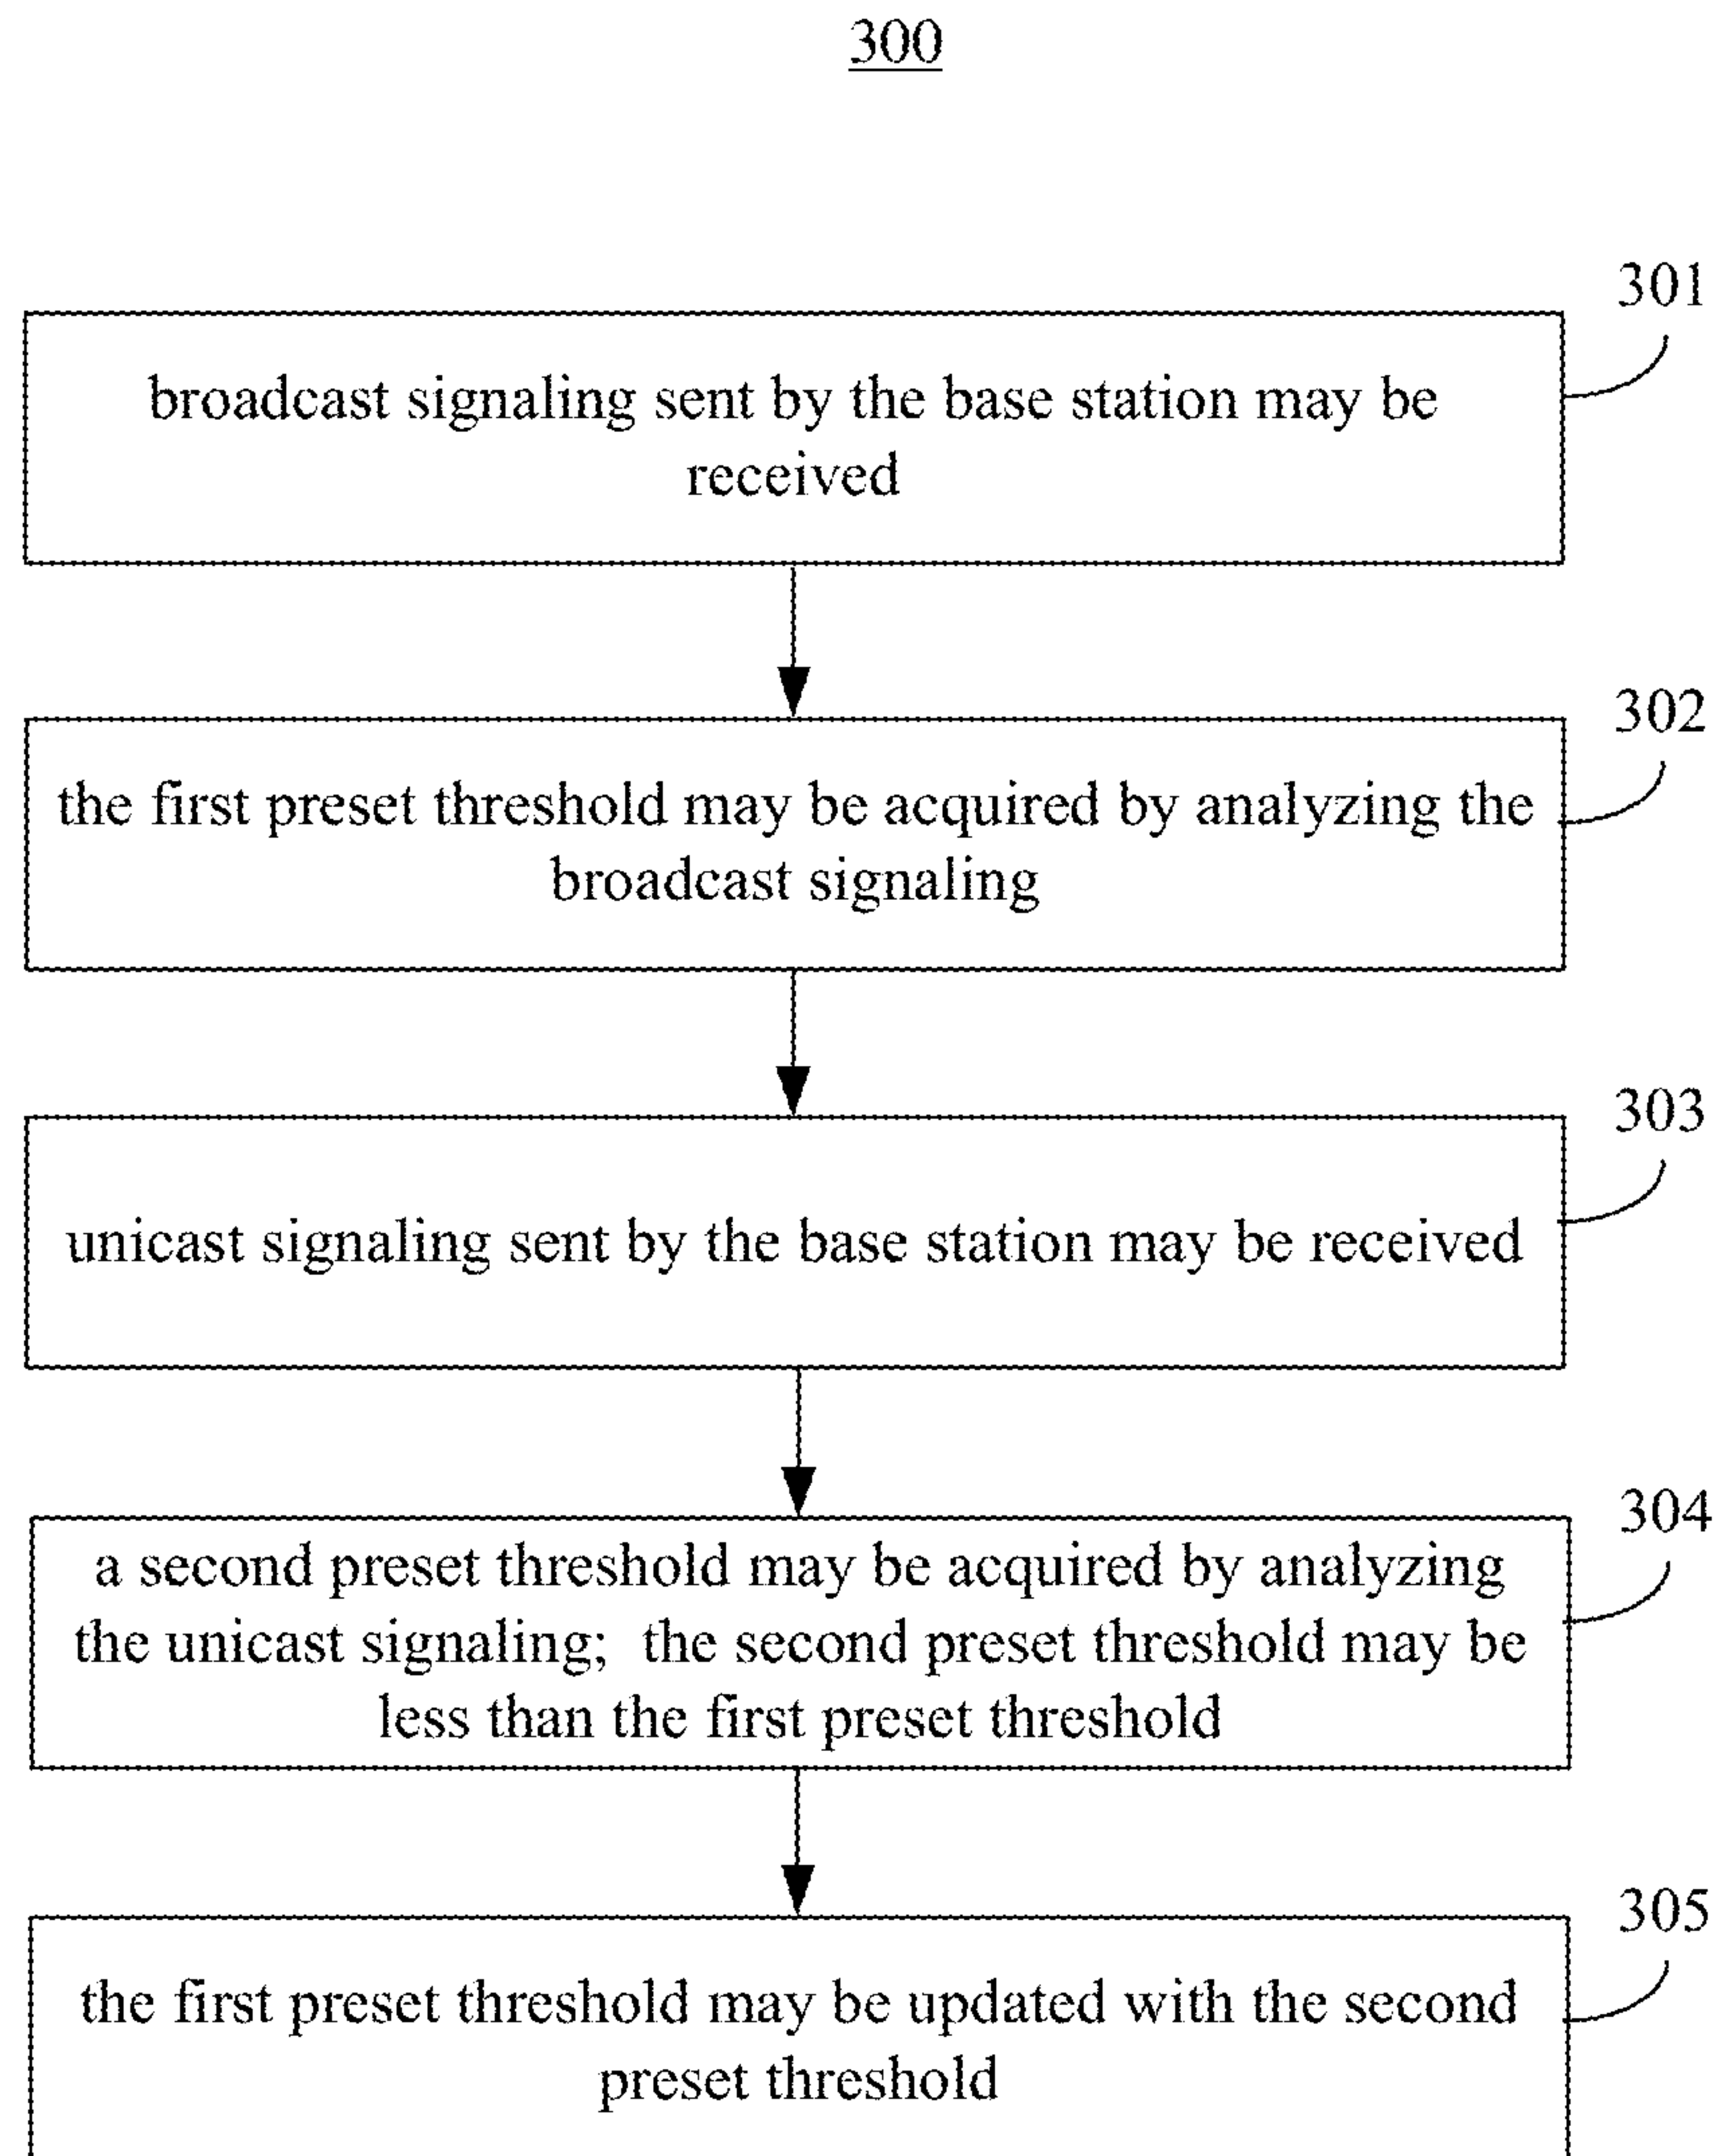 300
301
broadcast signaling sent by the base station may be
received
302
the first preset threshold may be acquired by analyzing the
broadcast signaling
303
unicast signaling sent by the base station may be received
304
a second preset threshold may be acquired by analyzing
the unicast signaling; the second preset threshold may be
less than the first preset threshold
305
the first preset threshold may be updated with the second
preset threshold